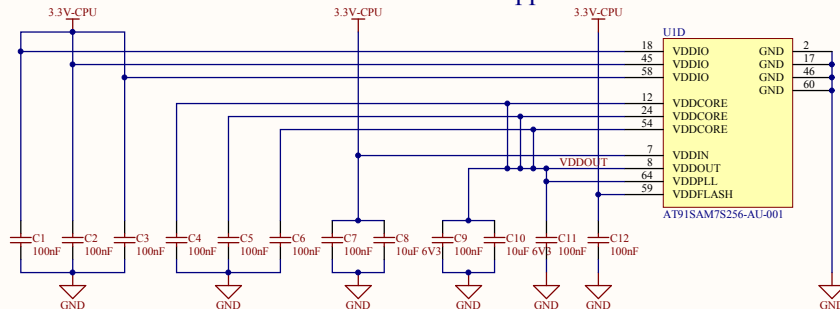 3.3V-CPU 3.3V-CPU 3.3V-CPU
U1D
18 VDDIO GND 2
45 VDDIO GND 17
58 VDDIO GND 46
GND 60
12 VDDCORE
24 VDDCORE
54 VDDCORE
7 VDDIN
VDDOUT 8 VDDOUT
64 VDDPLL
59 VDDFLASH
AT91SAM7S256-AU-001
C1 C2 C3 C4 C5 C6 C7 C8 C9 C10 C11 C12
100nF 100nF 100nF 100nF 100nF 100nF 100nF 10uF 6V3 100nF 10uF 6V3 100nF 100nF
GND GND GND GND GND GND GND